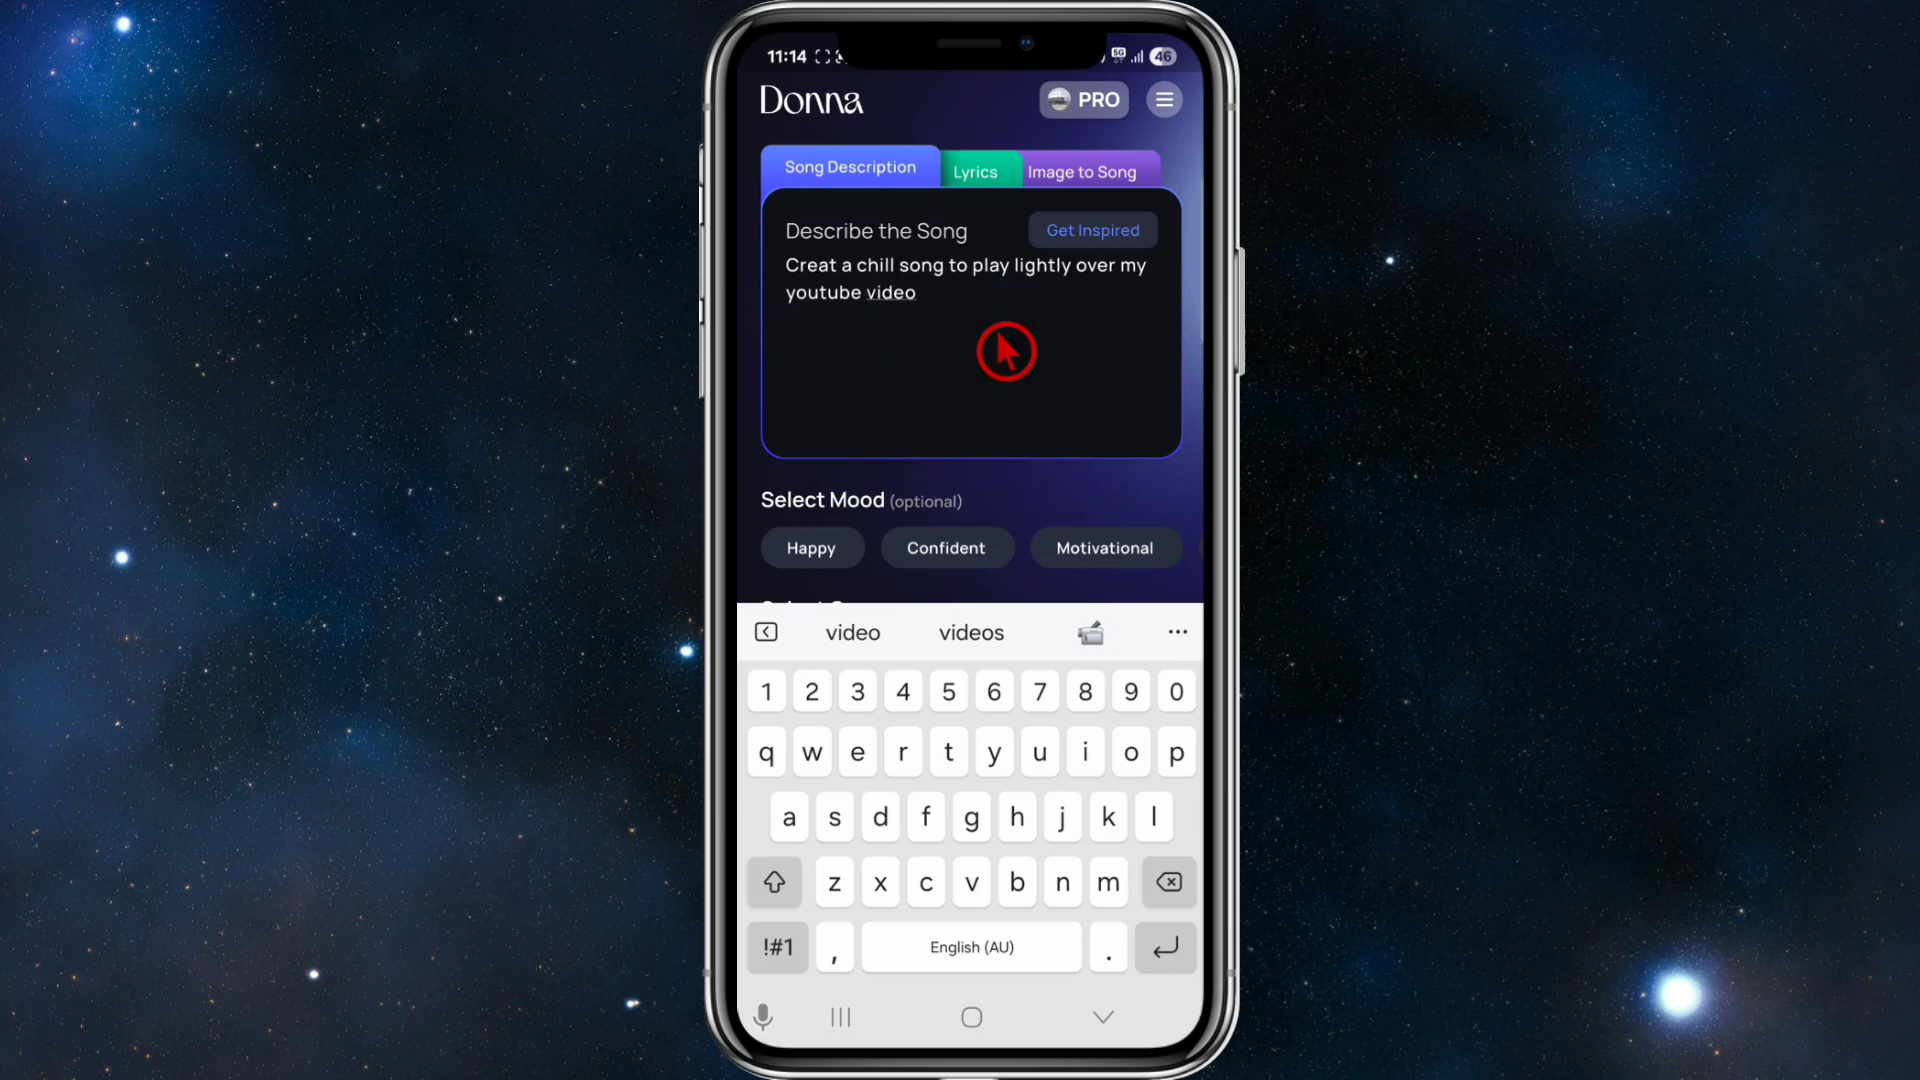 11:14
5G
46
Donna
PRO
Song Description
Lyrics
Image to Song
Describe the Song
Get Inspired
Creat a chill song to play lightly over my
youtube video
Select Mood (optional)
Happy
Confident
Motivational
video
videos
1 2 3 4 5 6 7 8 9 0
q w e r t y u i o p
a s d f g h j k l
z x c v b n m
!#1 , English (AU) .